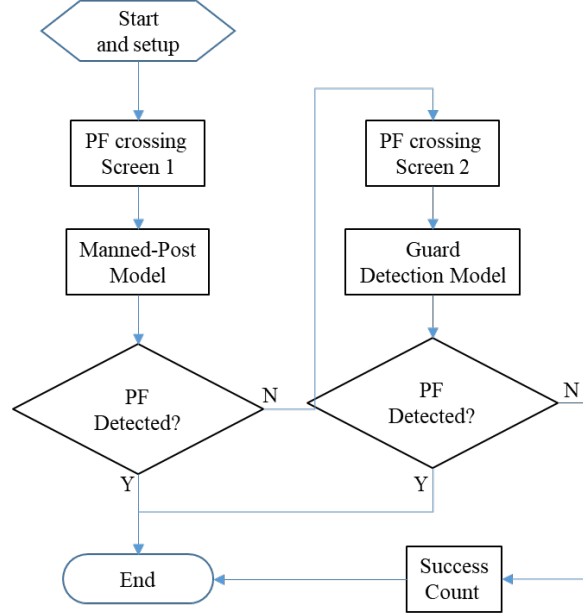 Start
and setup
PF crossing
Screen 1
Manned-Post
Model
PF
Detected?
N
Y
PF crossing
Screen 2
Guard
Detection Model
PF
Detected?
N
Y
End
Success
Count